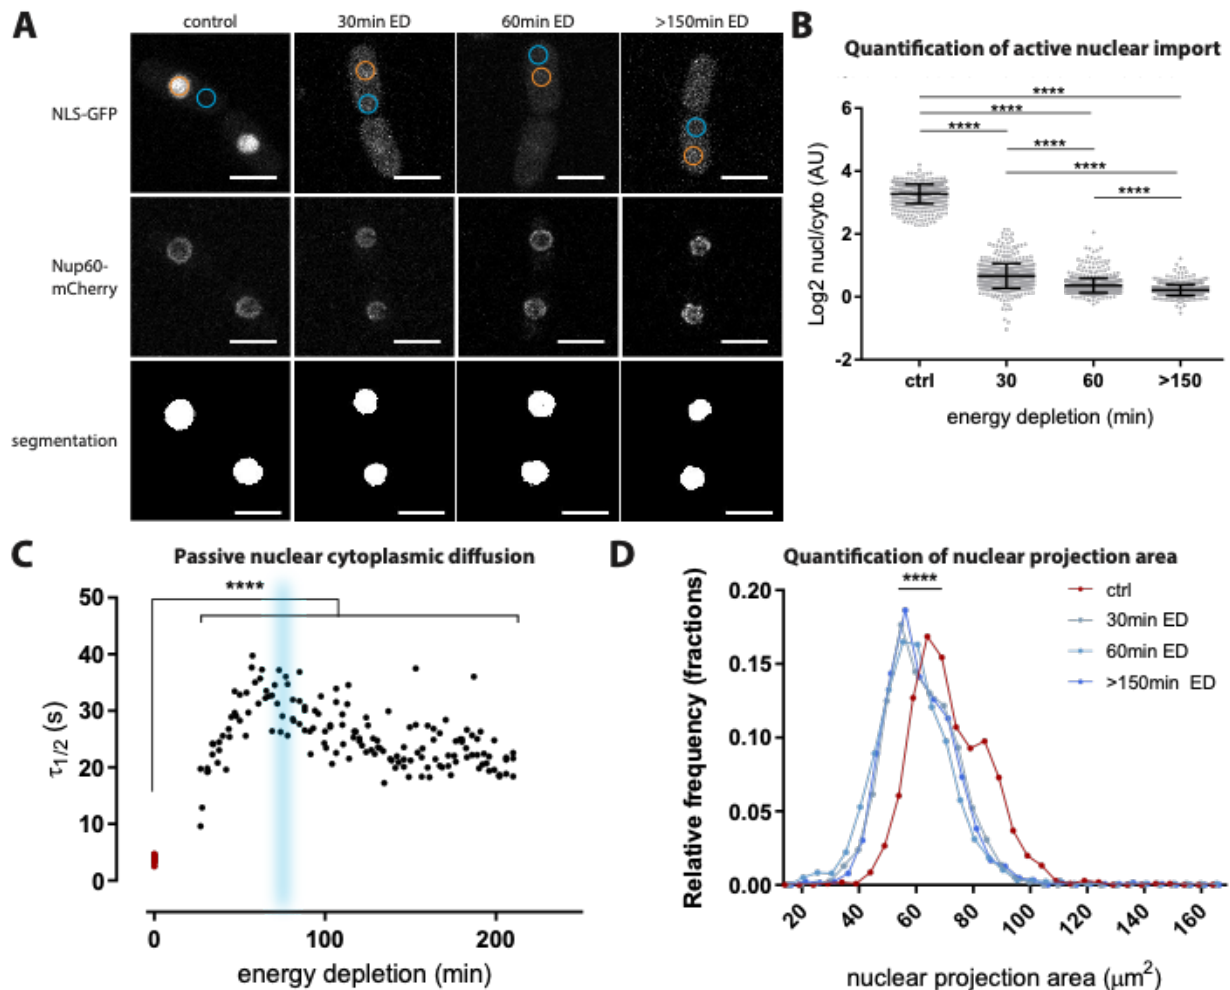 A
control
30min ED
60min ED
>150min ED
NLS-GFP
Nup60-
mCherry
segmentation
B
Quantification of active nuclear import
****
****
****
****
****
****
6
4
2
0
-2
Log2 nucl/cyto (AU)
ctrl
30
60
>150
energy depletion (min)
C
Passive nuclear cytoplasmic diffusion
****
50
40
30
20
10
0
τ1/2 (s)
0
100
200
energy depletion (min)
D
Quantification of nuclear projection area
****
ctrl
30min ED
60min ED
>150min ED
0.20
0.15
0.10
0.05
0.00
Relative frequency (fractions)
20
40
60
80
100
120
140
160
nuclear projection area (μm²)